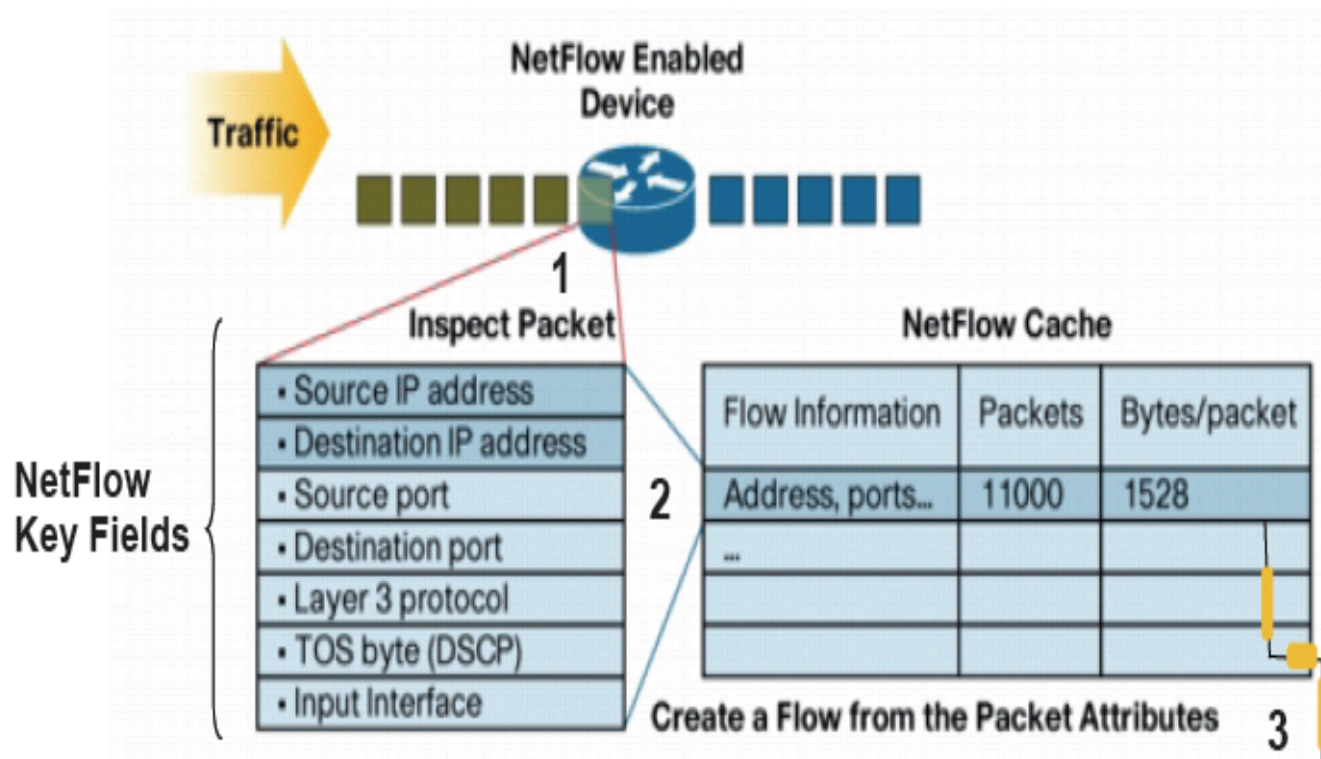 NetFlow Enabled
Device
Traffic
1
Inspect Packet
NetFlow Cache
NetFlow
Key Fields
▪ Source IP address
▪ Destination IP address
▪ Source port
▪ Destination port
▪ Layer 3 protocol
▪ TOS byte (DSCP)
▪ Input Interface
2
Flow Information Packets Bytes/packet
Address, ports... 11000 1528
...
Create a Flow from the Packet Attributes
3